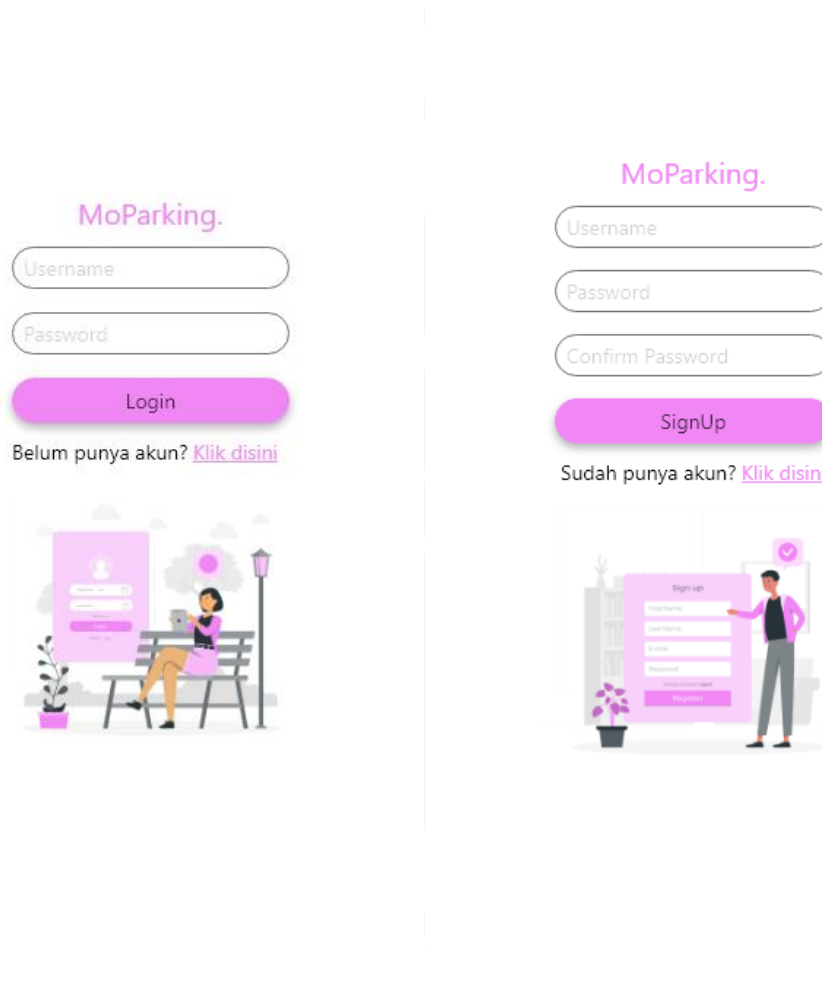 MoParking.
Username
Password
Login
Belum punya akun? Klik disini
MoParking.
Username
Password
Confirm Password
SignUp
Sudah punya akun? Klik disin
Sign up
First Name
Last Name
E-mail
Password
Register